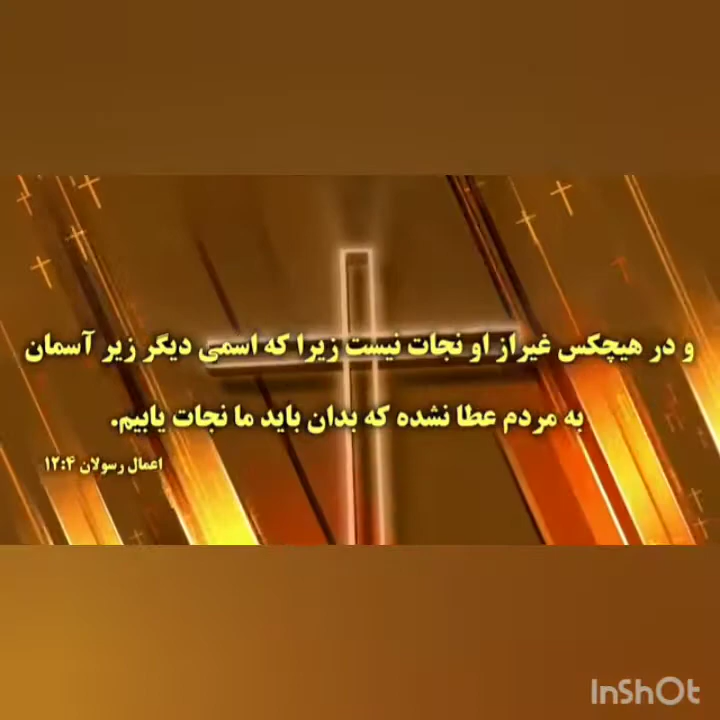 و در هیچکس غیراز او نجات نیست زیرا که اسمی دیگر زیر آسمان
به مردم عطا نشده که بدان باید ما نجات یابیم.
اعمال رسولان ۱۲:۴
InShOt